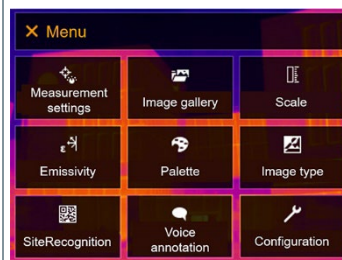 Menu
Measurement
settings
Image gallery
Scale
ε
Emissivity
Palette
Image type
SiteRecognition
Voice
annotation
Configuration